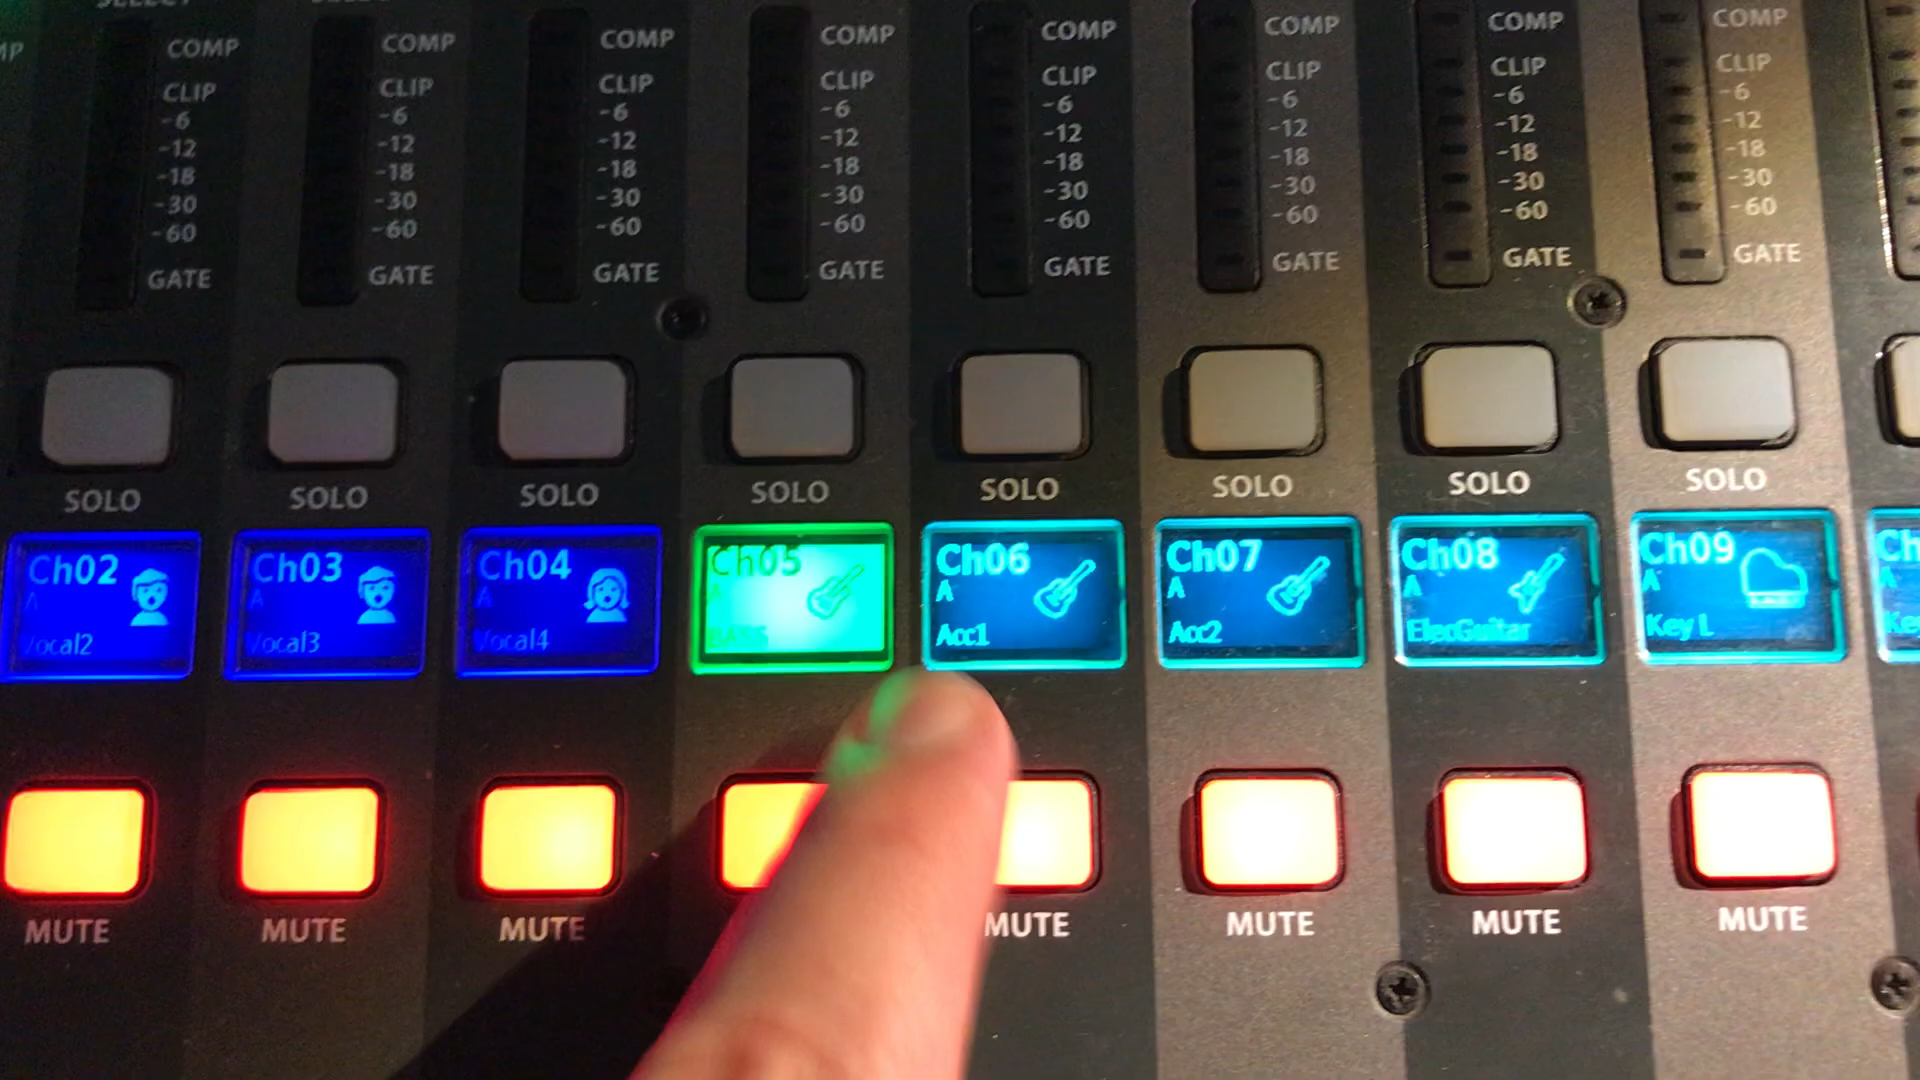 COMP COMP COMP COMP COMP COMP COMP COMP
CLIP CLIP CLIP CLIP CLIP CLIP CLIP CLIP
-6 -6 -6 -6 -6 -6 -6 -6
-12 -12 -12 -12 -12 -12 -12 -12
-18 -18 -18 -18 -18 -18 -18 -18
-30 -30 -30 -30 -30 -30 -30 -30
-60 -60 -60 -60 -60 -60 -60 -60
GATE GATE GATE GATE GATE GATE GATE GATE
SOLO SOLO SOLO SOLO SOLO SOLO SOLO SOLO
Ch02 Ch03 Ch04 Ch05 Ch06 Ch07 Ch08 Ch09 Ch
A A A A A A A A A
Vocal2 Vocal3 Vocal4 BASS Acc1 Acc2 ElecGuitar Key L Key
MUTE MUTE MUTE MUTE MUTE MUTE MUTE